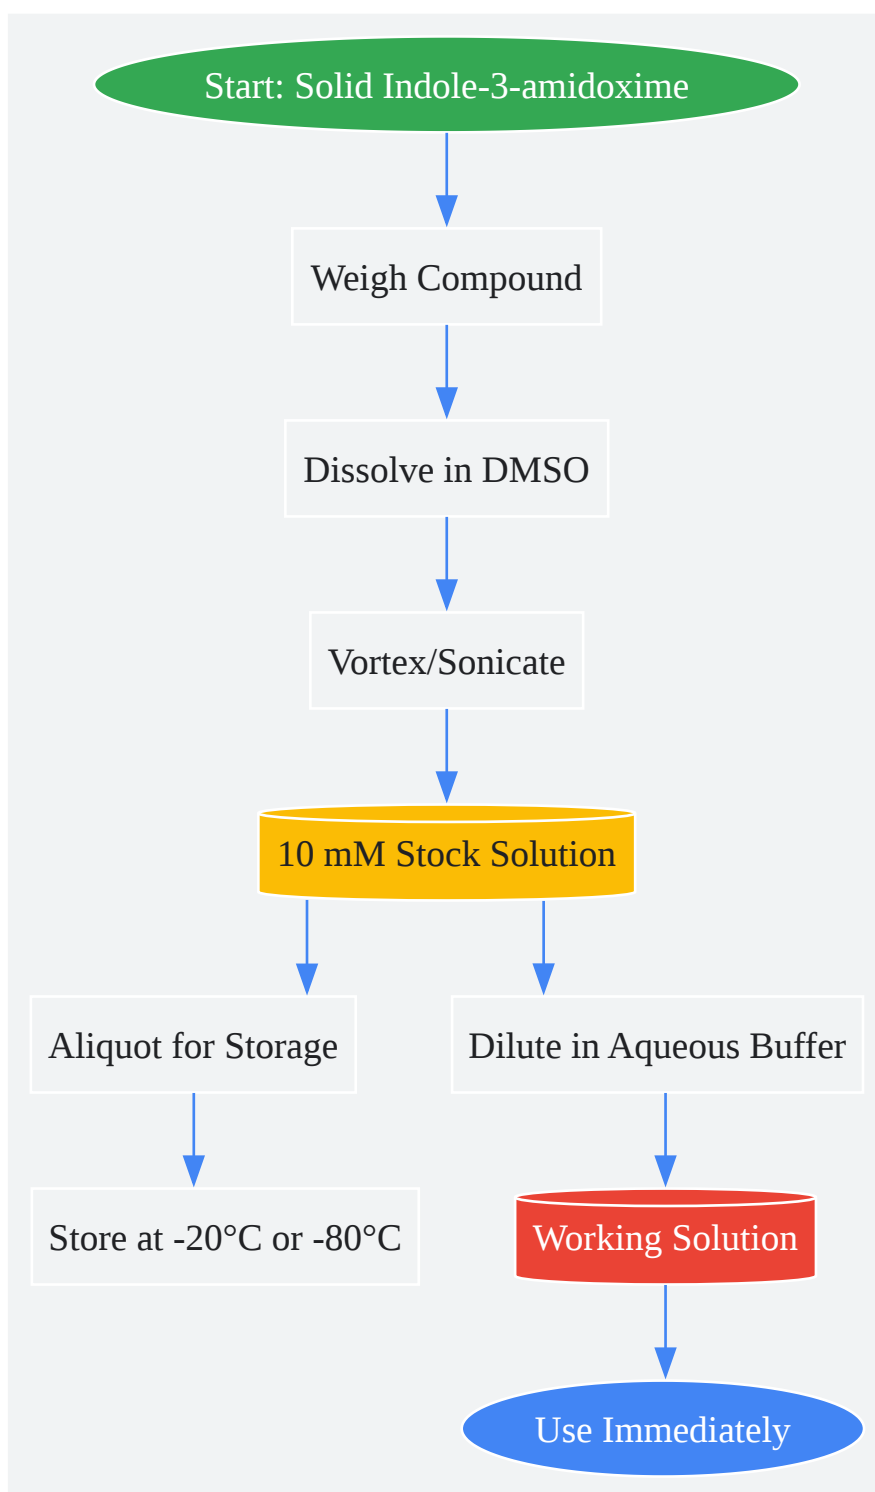 Start: Solid Indole-3-amidoxime
Weigh Compound
Dissolve in DMSO
Vortex/Sonicate
10 mM Stock Solution
Aliquot for Storage
Dilute in Aqueous Buffer
Store at -20°C or -80°C
Working Solution
Use Immediately